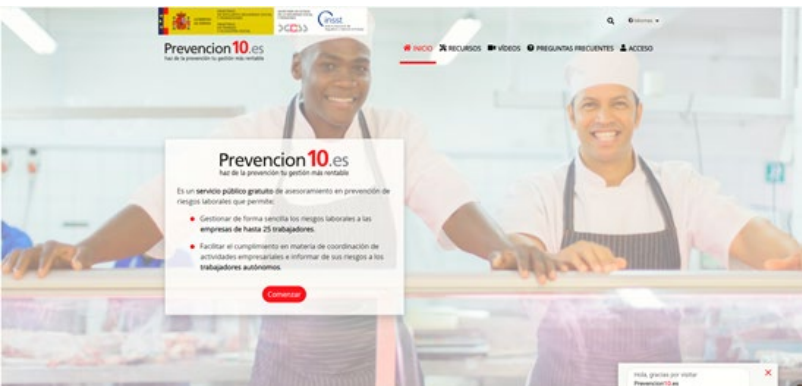 GOBIERNO
DE ESPAÑA
insst
Idiomas
Prevencion10.es
haz de la prevención tu gestión más rentable
INICIO RECURSOS VÍDEOS PREGUNTAS FRECUENTES ACCESO
Prevencion10.es
haz de la prevención tu gestión más rentable
Es un servicio público gratuito de asesoramiento en prevención de
riesgos laborales que permite:
Gestionar de forma sencilla los riesgos laborales a las
empresas de hasta 25 trabajadores.
Facilitar el cumplimiento en materia de coordinación de
actividades empresariales e informar de sus riesgos a los
trabajadores autónomos.
Comenzar
Hola, gracias por visitar
Prevencion10.es